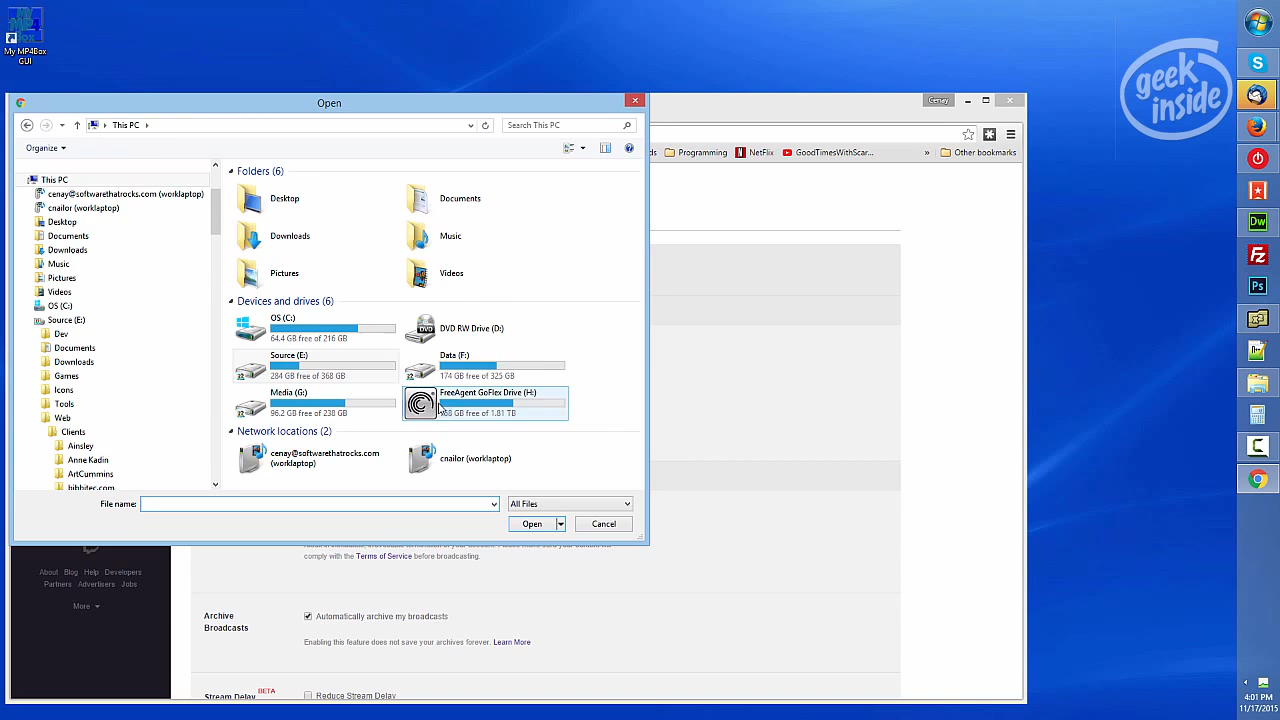 My MP4Box
GUI
geek
inside
Open
This PC
Search This PC
Organize
This PC
cenay@softwarethatrocks.com (worklaptop)
cnailor (worklaptop)
Desktop
Documents
Downloads
Music
Pictures
Videos
OS (C:)
Source (E:)
Dev
Documents
Downloads
Games
Icons
Tools
Web
Clients
Ainsley
Anne Kadin
ArtCummins
bibbitec.com
Folders (6)
Desktop
Documents
Downloads
Music
Pictures
Videos
Devices and drives (6)
OS (C:)
64.4 GB free of 216 GB
DVD RW Drive (D:)
Source (E:)
284 GB free of 368 GB
Data (F:)
174 GB free of 325 GB
Media (G:)
96.2 GB free of 238 GB
FreeAgent GoFlex Drive (H:)
GB free of 1.81 TB
Network locations (2)
cenay@softwarethatrocks.com
(worklaptop)
cnailor (worklaptop)
File name:
All Files
Open
Cancel
Cenay
Programming
NetFlix
GoodTimesWithScar...
»
Other bookmarks
comply with the Terms of Service before broadcasting.
About Blog Help Developers
Partners Advertisers Jobs
More
Archive
Broadcasts
Automatically archive my broadcasts
Enabling this feature does not save your archives forever. Learn More
Stream Delay BETA
Reduce Stream Delay
S
Dw
Fz
Ps
4:01 PM
11/17/2015